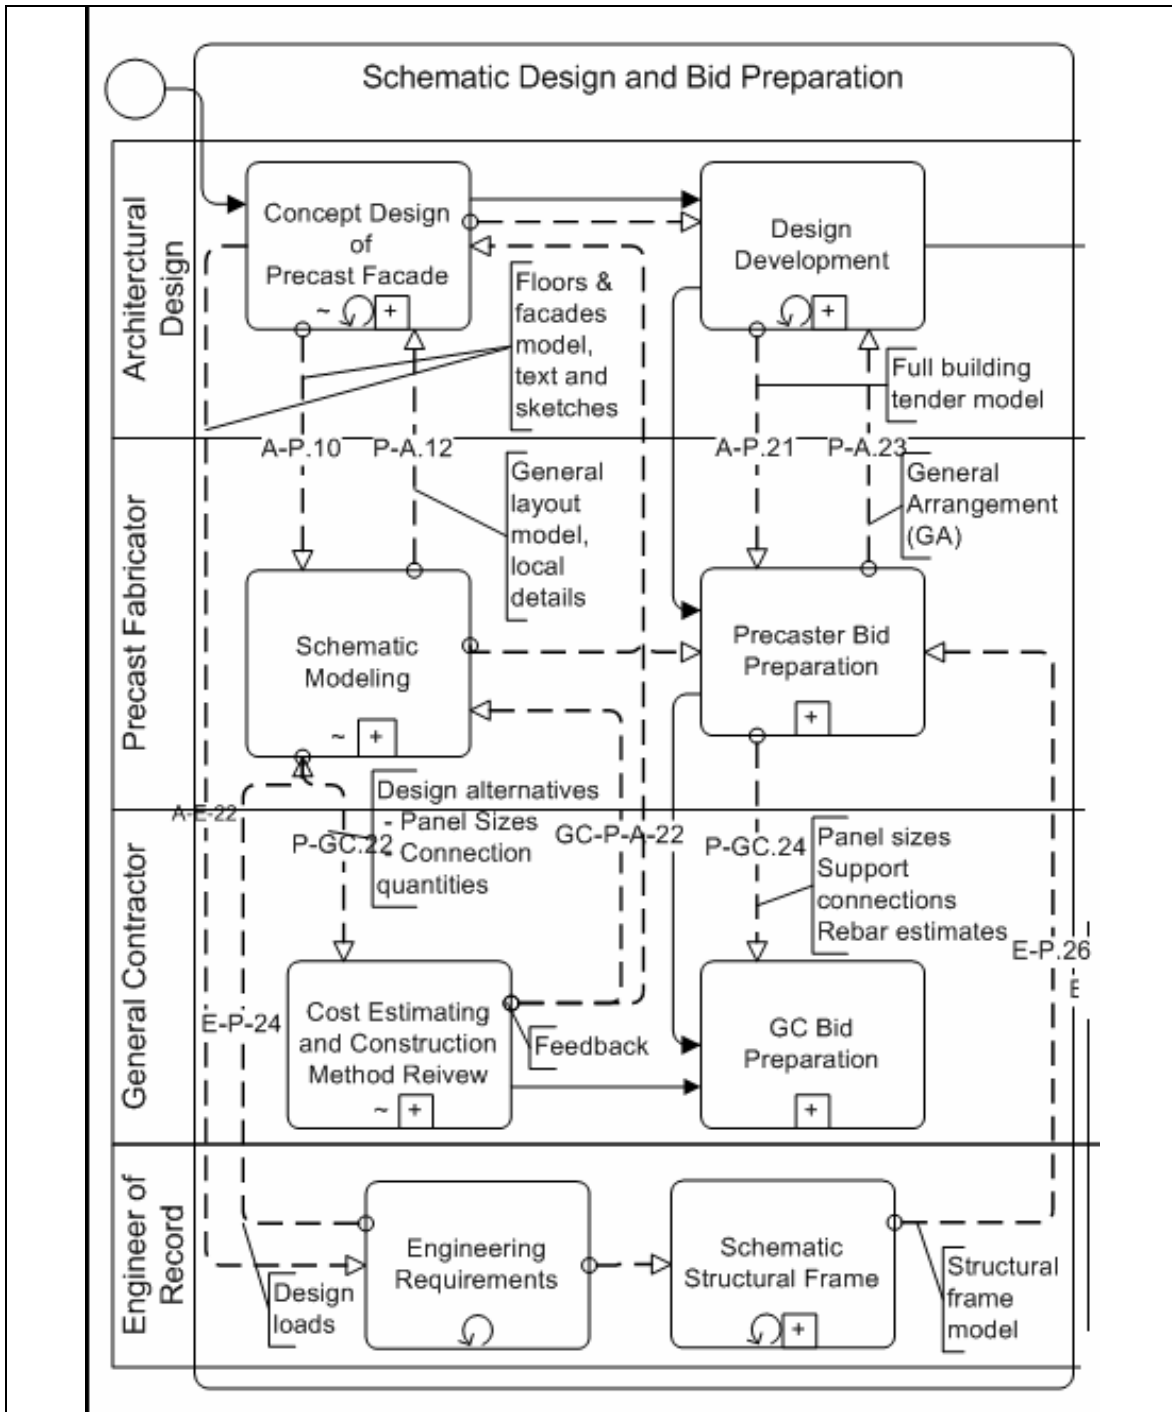 Schematic Design and Bid Preparation
Architerctural
Design
Concept Design
of
Precast Facade
~
+
Design
Development
+
Floors &
facades
model,
text and
sketches
Full building
tender model
A-P.10
P-A.12
A-P.21
P-A.23
Precast Fabricator
General
layout
model,
local
details
General
Arrangement
(GA)
Schematic
Modeling
~
+
Precaster Bid
Preparation
+
A-E-22
Design alternatives
- Panel Sizes
- Connection
quantities
P-GC.22
GC-P-A-22
P-GC.24
Panel sizes
Support
connections
Rebar estimates
General Contractor
E-P.26
E
E-P-24
Cost Estimating
and Construction
Method Reivew
~
+
Feedback
GC Bid
Preparation
+
Engineer of
Record
Design
loads
Engineering
Requirements
Schematic
Structural Frame
+
Structural
frame
model